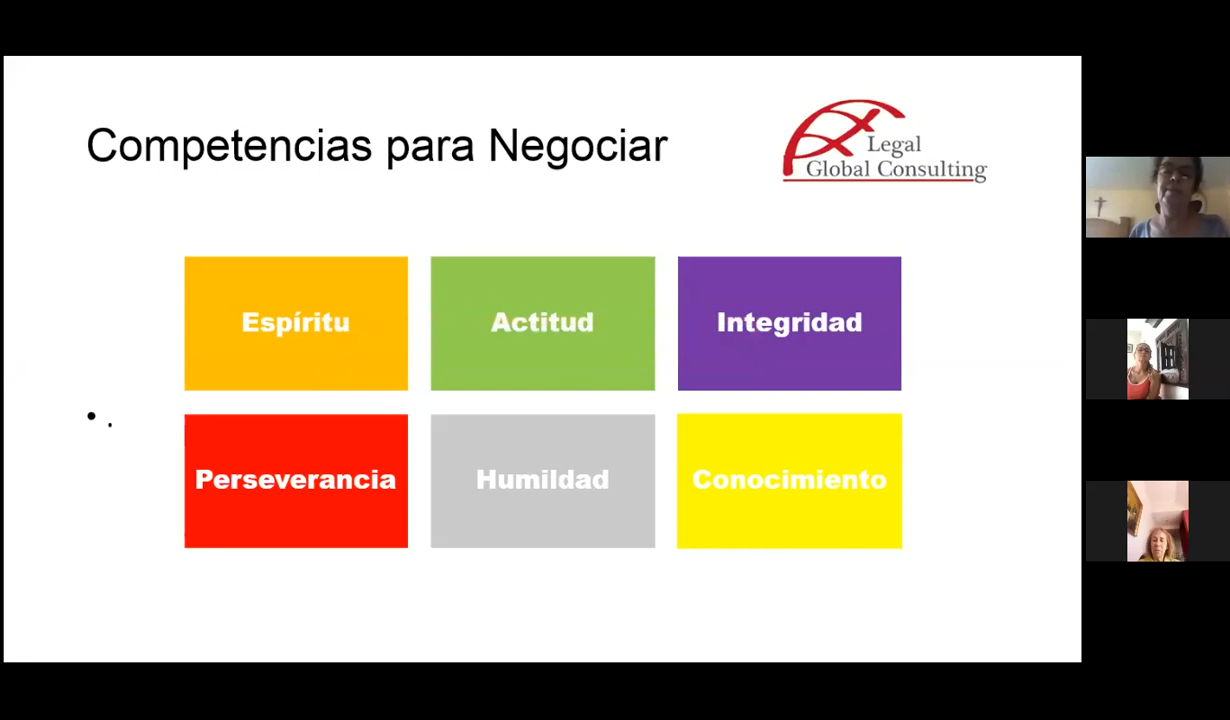 Competencias para Negociar
Legal
Global Consulting
Espíritu
Actitud
Integridad
• .
Perseverancia
Humildad
Conocimiento